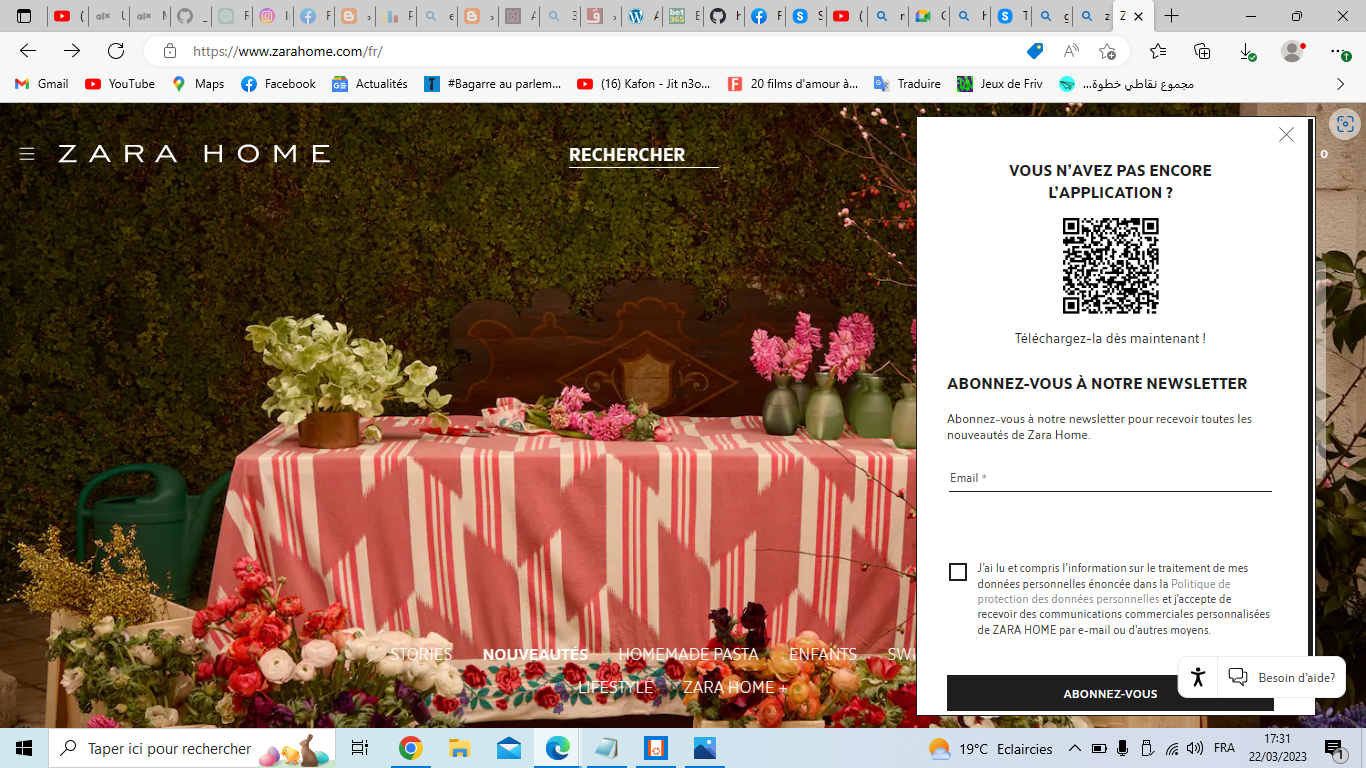 https://www.zarahome.com/fr/
Gmail
YouTube
Maps
Facebook
Actualités
#Bagarre au parlem...
(16) Kafon - Jit n3o...
20 films d'amour à...
Traduire
Jeux de Friv
مجموع نقاطي خطوة...
ZARA HOME
RECHERCHER
0
VOUS N’AVEZ PAS ENCORE
L’APPLICATION ?
Téléchargez-la dès maintenant !
ABONNEZ-VOUS À NOTRE NEWSLETTER
Abonnez-vous à notre newsletter pour recevoir toutes les
nouveautés de Zara Home.
Email *
J'ai lu et compris l'information sur le traitement de mes
données personnelles énoncée dans la Politique de
protection des données personnelles et j'accepte de
recevoir des communications commerciales personnalisées
de ZARA HOME par e-mail ou d'autres moyens.
ABONNEZ-VOUS
Besoin d'aide?
STORIES
NOUVEAUTÉS
HOMEMADE PASTA
ENFANTS
SWI
LIFESTYLE
ZARA HOME +
Taper ici pour rechercher
19°C Eclaircies
FRA
17:31
22/03/2023
1